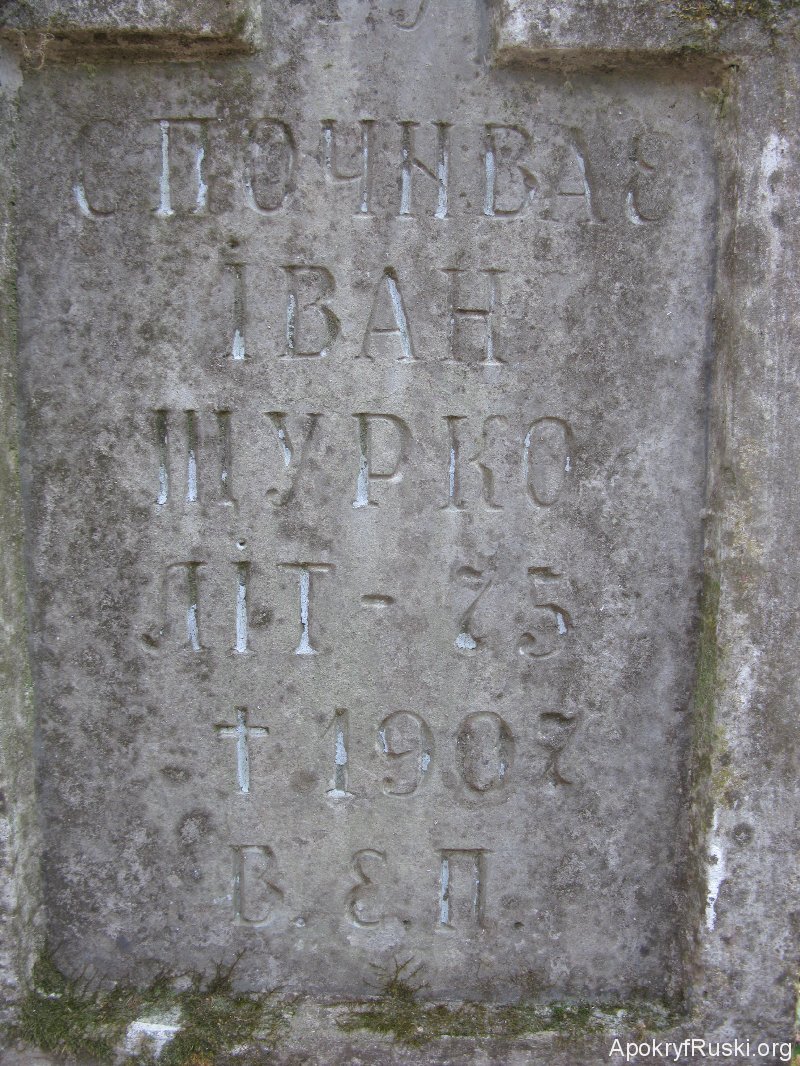 СПОЧИВАЄ
ІВАН
ШУРКО
ЛІТ - 75
† 1907
В. Є. П.
ApokryfRuski.org